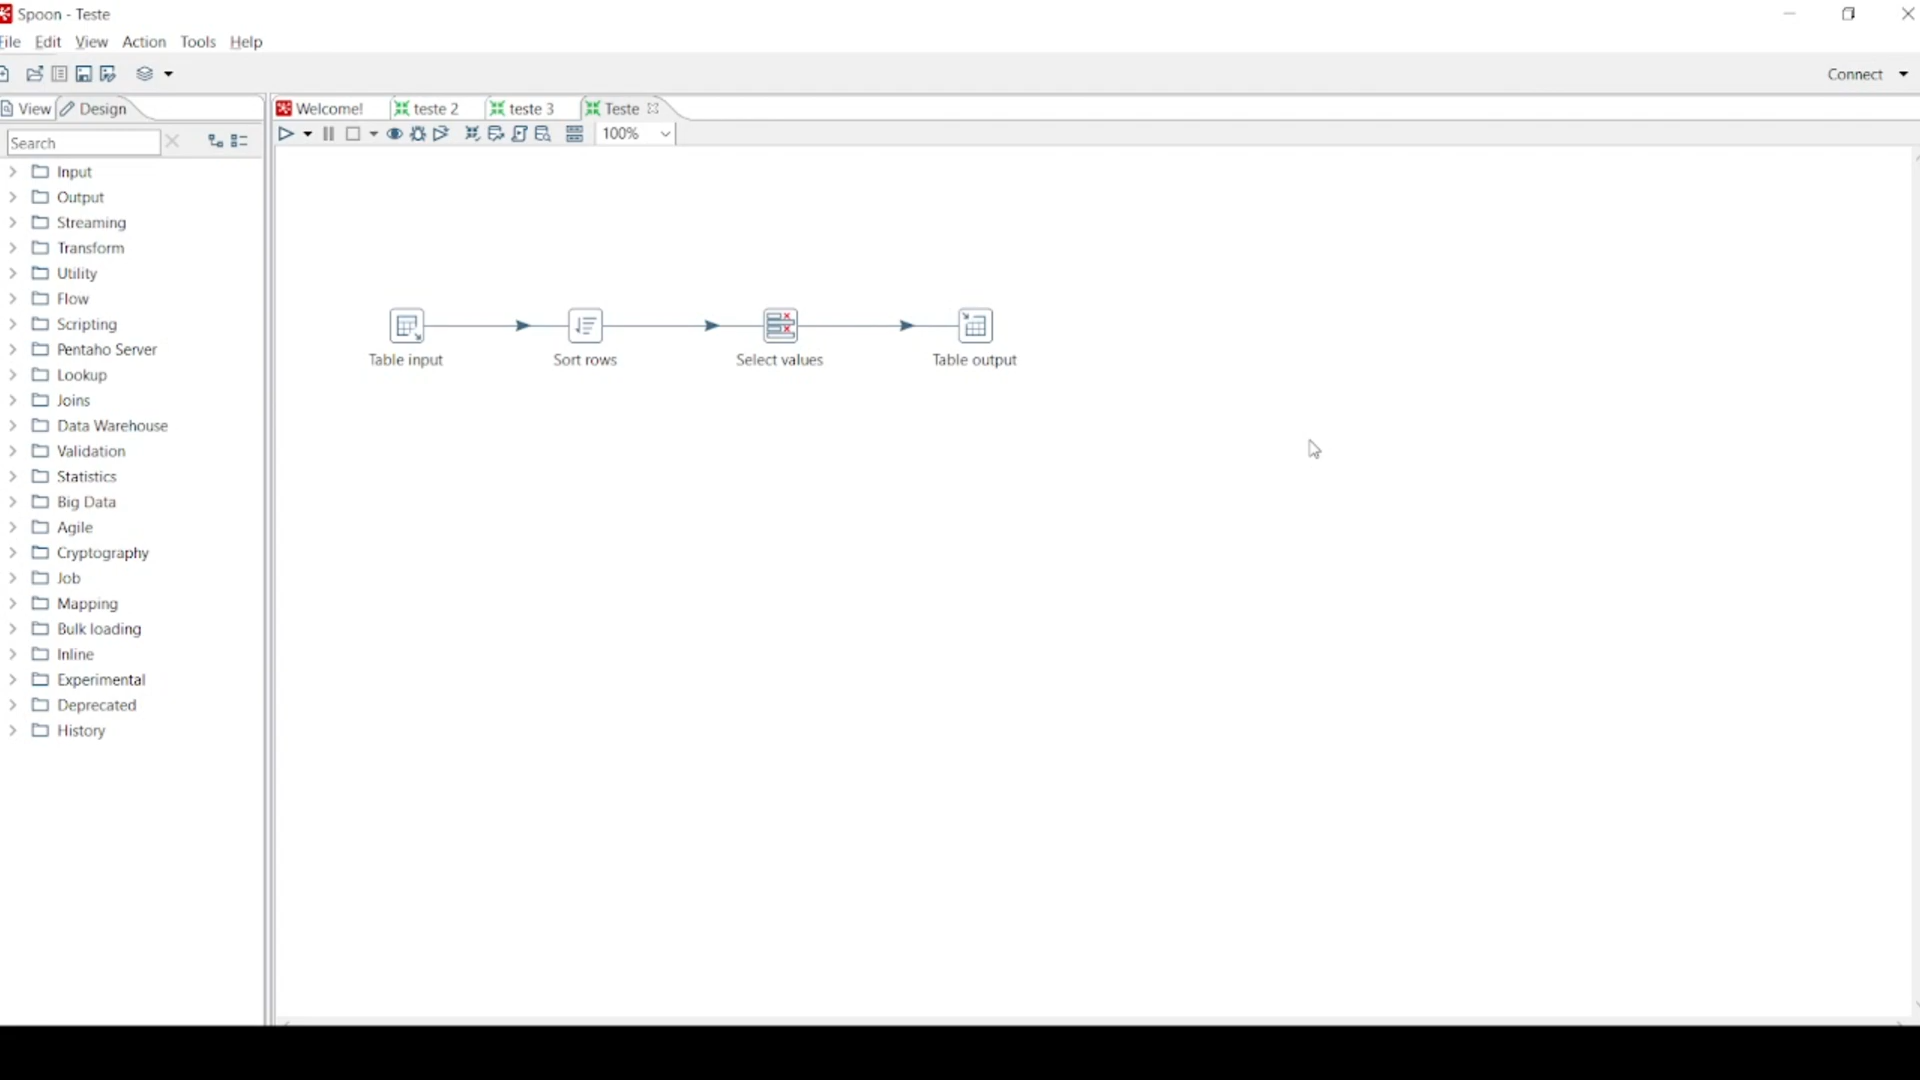 Spoon - Teste
File Edit View Action Tools Help
Connect
View Design
Welcome! teste 2 teste 3 Teste
Search
100%
Input
Output
Streaming
Transform
Utility
Flow
Scripting
Pentaho Server
Lookup
Joins
Data Warehouse
Validation
Statistics
Big Data
Agile
Cryptography
Job
Mapping
Bulk loading
Inline
Experimental
Deprecated
History
Table input Sort rows Select values Table output